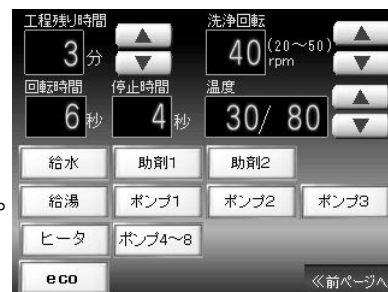 工程残り時間 洗浄回転
3分 40 (20～50) rpm
回転時間 停止時間 温度
6秒 4秒 30/ 80
給水 助剤1 助剤2
給湯 ポンプ1 ポンプ2 ポンプ3
ヒータ ポンプ4～8
eco 《前ページへ